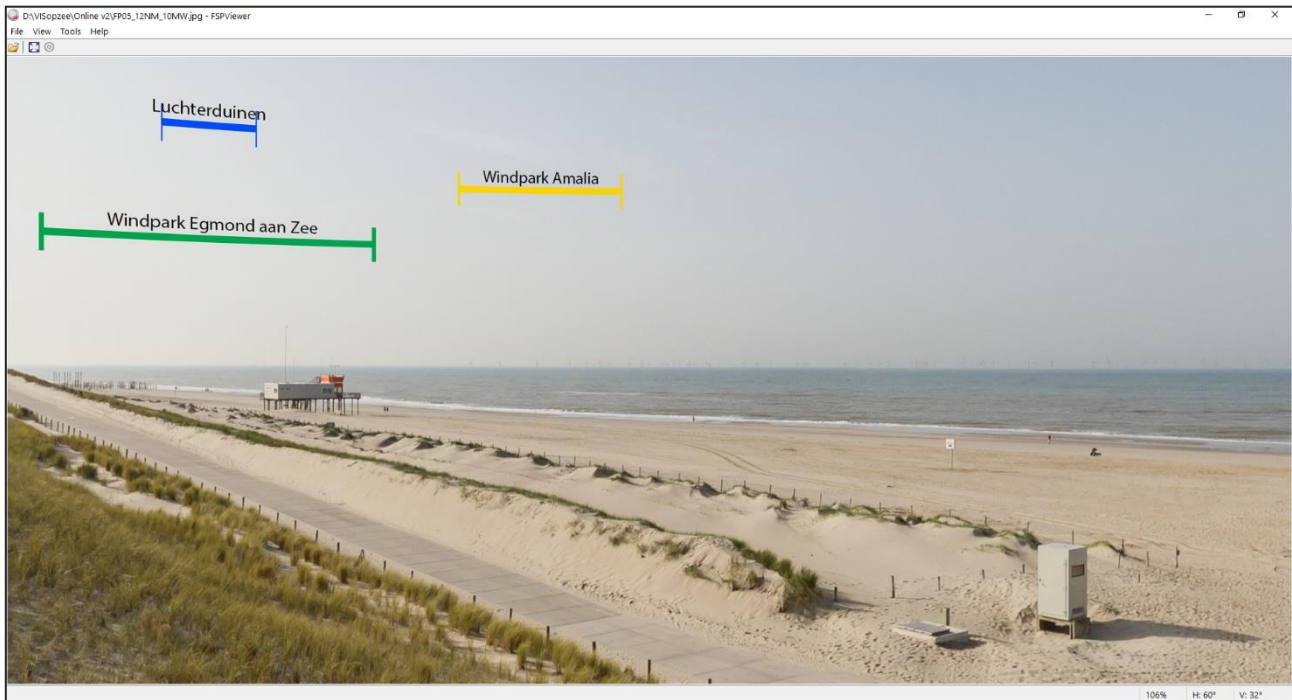 D:\VISopzee\Online v2\FP05_12NM_10MW.jpg - FSPViewer
File View Tools Help
Luchterduinen
Windpark Amalia
Windpark Egmond aan Zee
106% H: 60° V: 32°